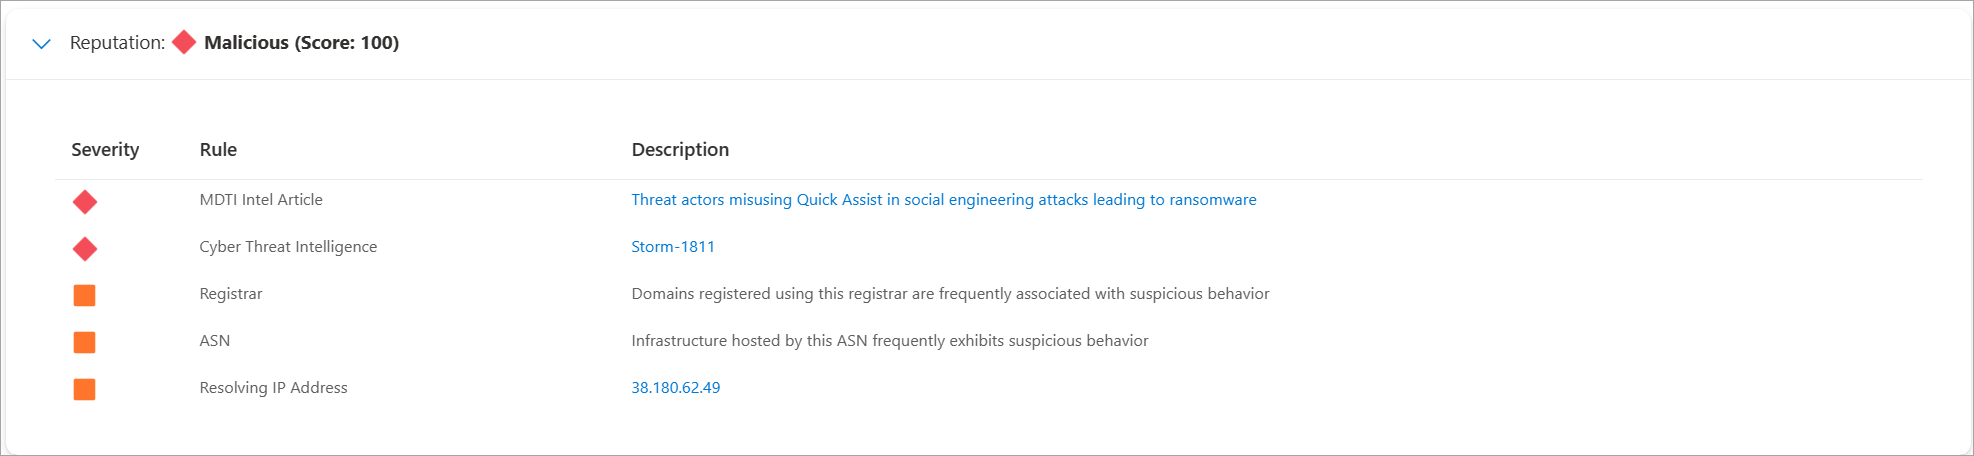 Reputation: Malicious (Score: 100)
Severity Rule Description
MDTI Intel Article Threat actors misusing Quick Assist in social engineering attacks leading to ransomware
Cyber Threat Intelligence Storm-1811
Registrar Domains registered using this registrar are frequently associated with suspicious behavior
ASN Infrastructure hosted by this ASN frequently exhibits suspicious behavior
Resolving IP Address 38.180.62.49